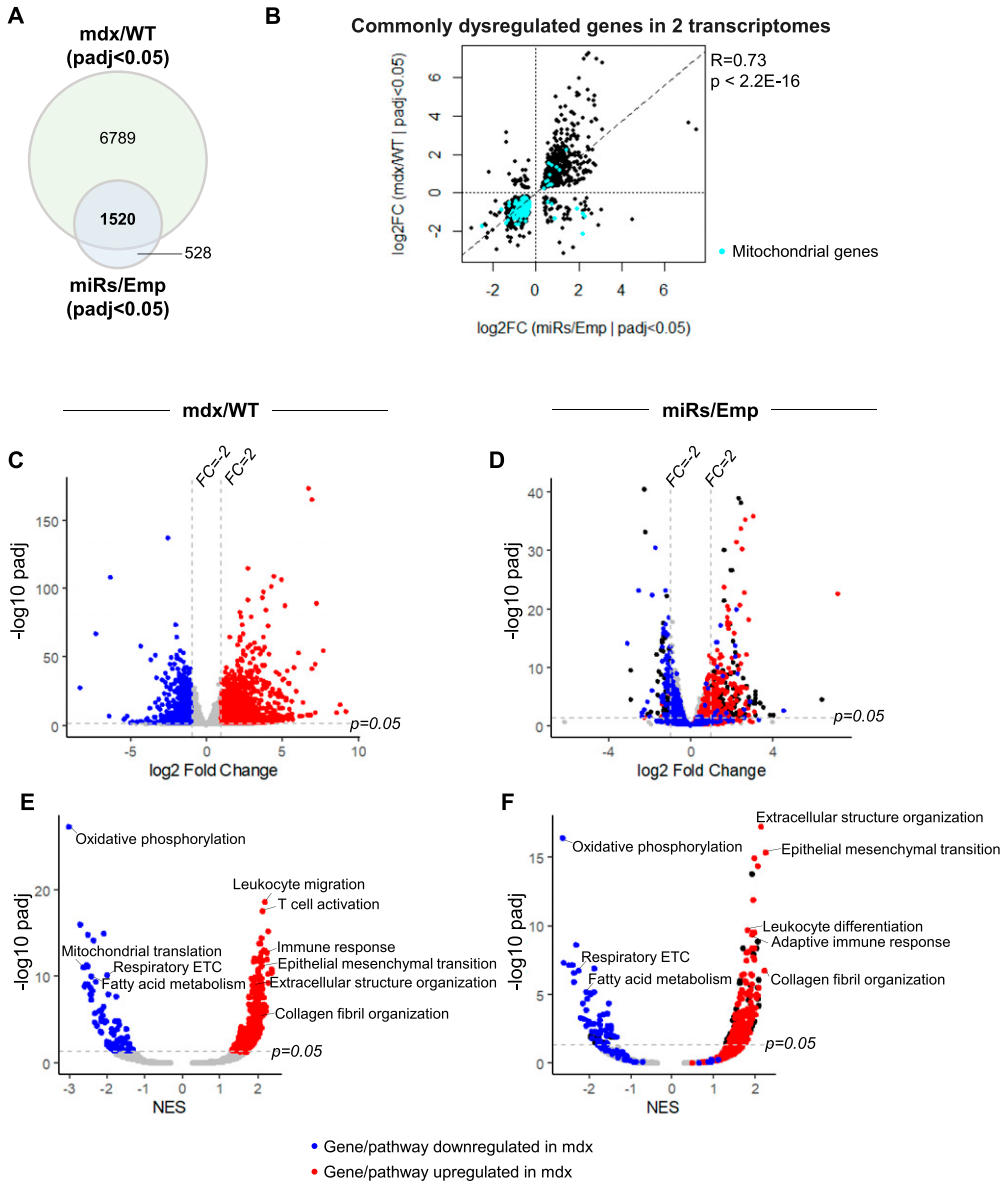 A
mdx/WT
(padj<0.05)
6789
1520
528
miRs/Emp
(padj<0.05)
B
Commonly dysregulated genes in 2 transcriptomes
R=0.73
p < 2.2E-16
log2FC (mdx/WT | padj<0.05)
6
4
2
0
-2
-2
0
2
4
6
log2FC (miRs/Emp | padj<0.05)
Mitochondrial genes
mdx/WT
miRs/Emp
C
FC=-2
FC=2
-log10 padj
150
100
50
0
p=0.05
-5
0
5
10
log2 Fold Change
D
FC=-2
FC=2
-log10 padj
40
30
20
10
0
p=0.05
-4
0
4
log2 Fold Change
E
Oxidative phosphorylation
Leukocyte migration
T cell activation
Mitochondrial translation
Respiratory ETC
Fatty acid metabolism
Immune response
Epithelial mesenchymal transition
Extracellular structure organization
Collagen fibril organization
-log10 padj
20
10
0
p=0.05
-3
-2
-1
0
1
2
NES
F
Extracellular structure organization
Oxidative phosphorylation
Epithelial mesenchymal transition
Leukocyte differentiation
Adaptive immune response
Respiratory ETC
Fatty acid metabolism
Collagen fibril organization
-log10 padj
15
10
5
0
p=0.05
-2
-1
0
1
2
NES
Gene/pathway downregulated in mdx
Gene/pathway upregulated in mdx